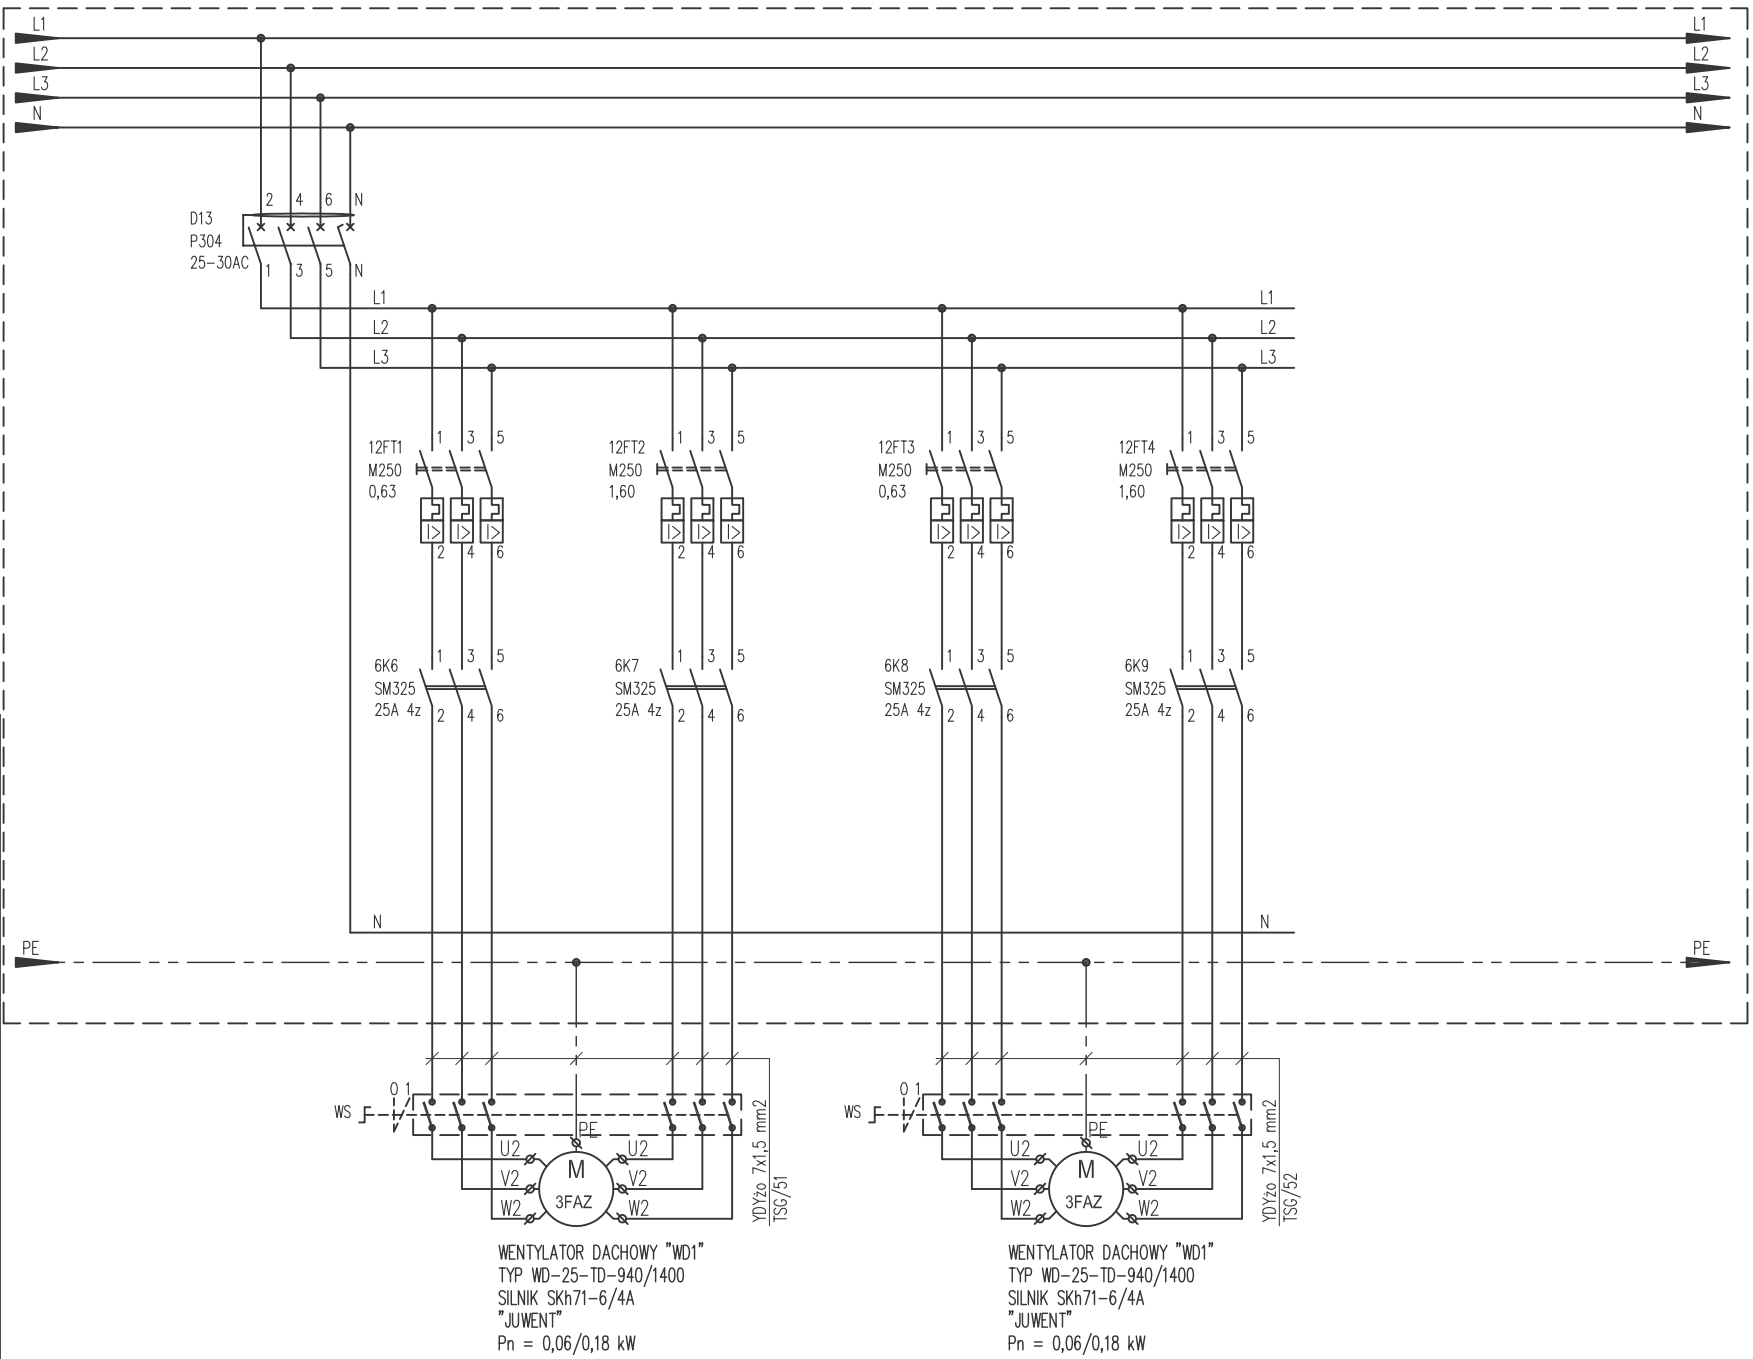 L1 L1
L2 L2
L3 L3
N N
2 4 6 N
D13
P304
25-30AC
1 3 5 N
L1 L1
L2 L2
L3 L3
1 3 5 1 3 5 1 3 5 1 3 5
12FT1 12FT2 12FT3 12FT4
M250 M250 M250 M250
0,63 1,60 0,63 1,60
I> I> I> I> I> I> I> I> I> I> I> I>
2 4 6 2 4 6 2 4 6 2 4 6
1 3 5 1 3 5 1 3 5 1 3 5
6K6 6K7 6K8 6K9
SM325 SM325 SM325 SM325
25A 4z 25A 4z 25A 4z 25A 4z
2 4 6 2 4 6 2 4 6 2 4 6
N N
PE PE
0 1 0 1
WS WS
PE PE
U2 U2 U2 U2
M M
V2 V2 V2 V2
3FAZ 3FAZ
W2 W2 W2 W2
YDYżo 7x1,5 mm2
TSG/51
YDYżo 7x1,5 mm2
TSG/52
WENTYLATOR DACHOWY "WD1"
TYP WD-25-TD-940/1400
SILNIK SKh71-6/4A
"JUWENT"
Pn = 0,06/0,18 kW
WENTYLATOR DACHOWY "WD1"
TYP WD-25-TD-940/1400
SILNIK SKh71-6/4A
"JUWENT"
Pn = 0,06/0,18 kW